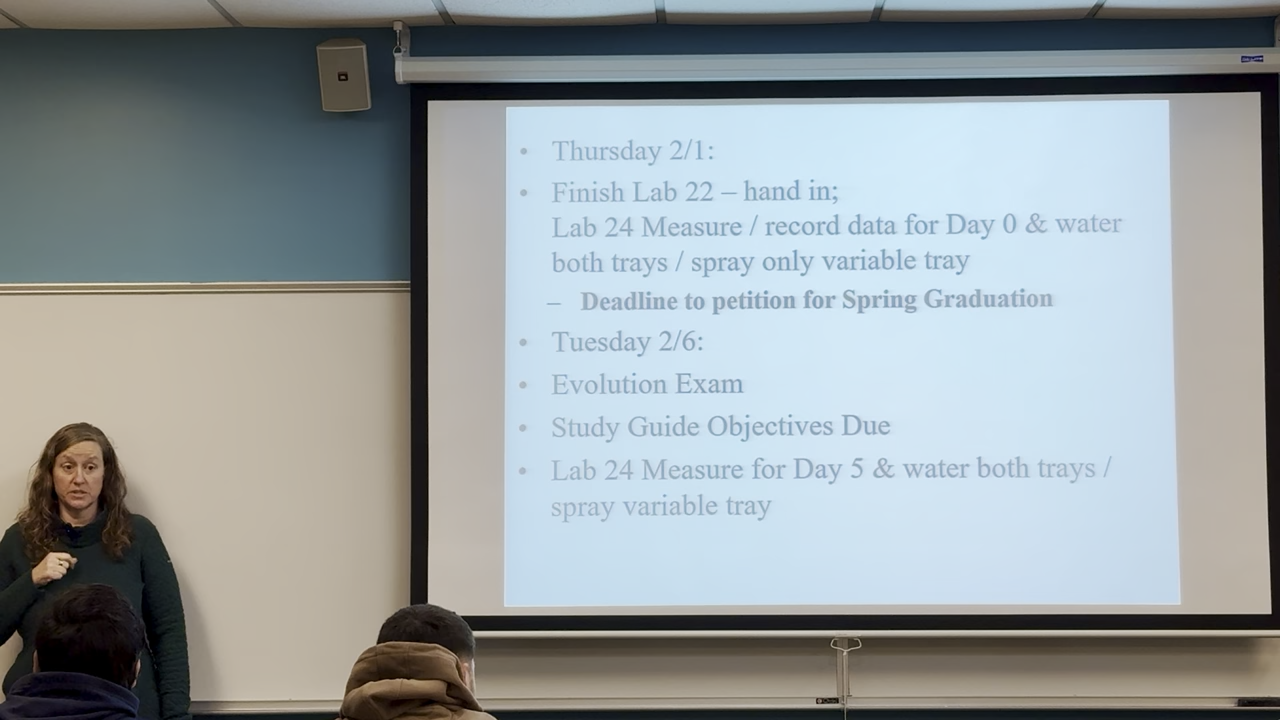 • Thursday 2/1:
• Finish Lab 22 – hand in;
Lab 24 Measure / record data for Day 0 & water
both trays / spray only variable tray
– Deadline to petition for Spring Graduation
• Tuesday 2/6:
• Evolution Exam
• Study Guide Objectives Due
• Lab 24 Measure for Day 5 & water both trays /
spray variable tray